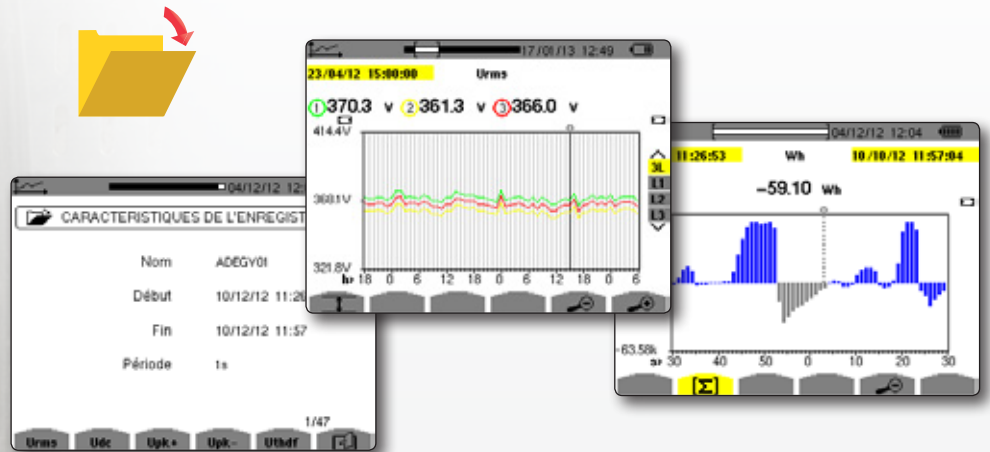 04/12/12 12:
CARACTERISTIQUES DE L'ENREGIST
Nom ADEGY01
Début 10/12/12 11:26
Fin 10/12/12 11:57
Période 1s
1/47
Urms Udc Upk+ Upk- Uthdf
17/01/13 12:49
23/04/12 15:00:00 Urms
1 370.3 v 2 361.3 v 3 366.0 v
414.4V
3L
L1
368.1V
L2
L3
321.8V
h> 18 0 6 12 18 0 6
04/12/12 12:04
11:26:53 Wh 10/10/12 11:57:04
-59.10 Wh
-63.58k
s> 30 40 50 0 10 20 30
[Σ]